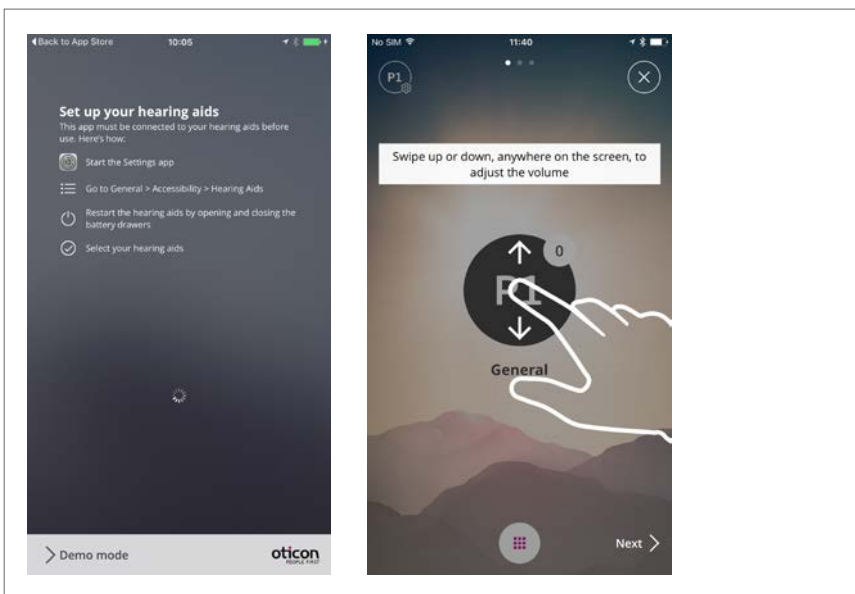 Back to App Store 10:05
Set up your hearing aids
This app must be connected to your hearing aids before
use. Here's how:
Start the Settings app
Go to General > Accessibility > Hearing Aids
Restart the hearing aids by opening and closing the
battery drawers
Select your hearing aids
Demo mode
oticon
PEOPLE FIRST
No SIM 11:40
P1
Swipe up or down, anywhere on the screen, to
adjust the volume
0
P1
General
Next